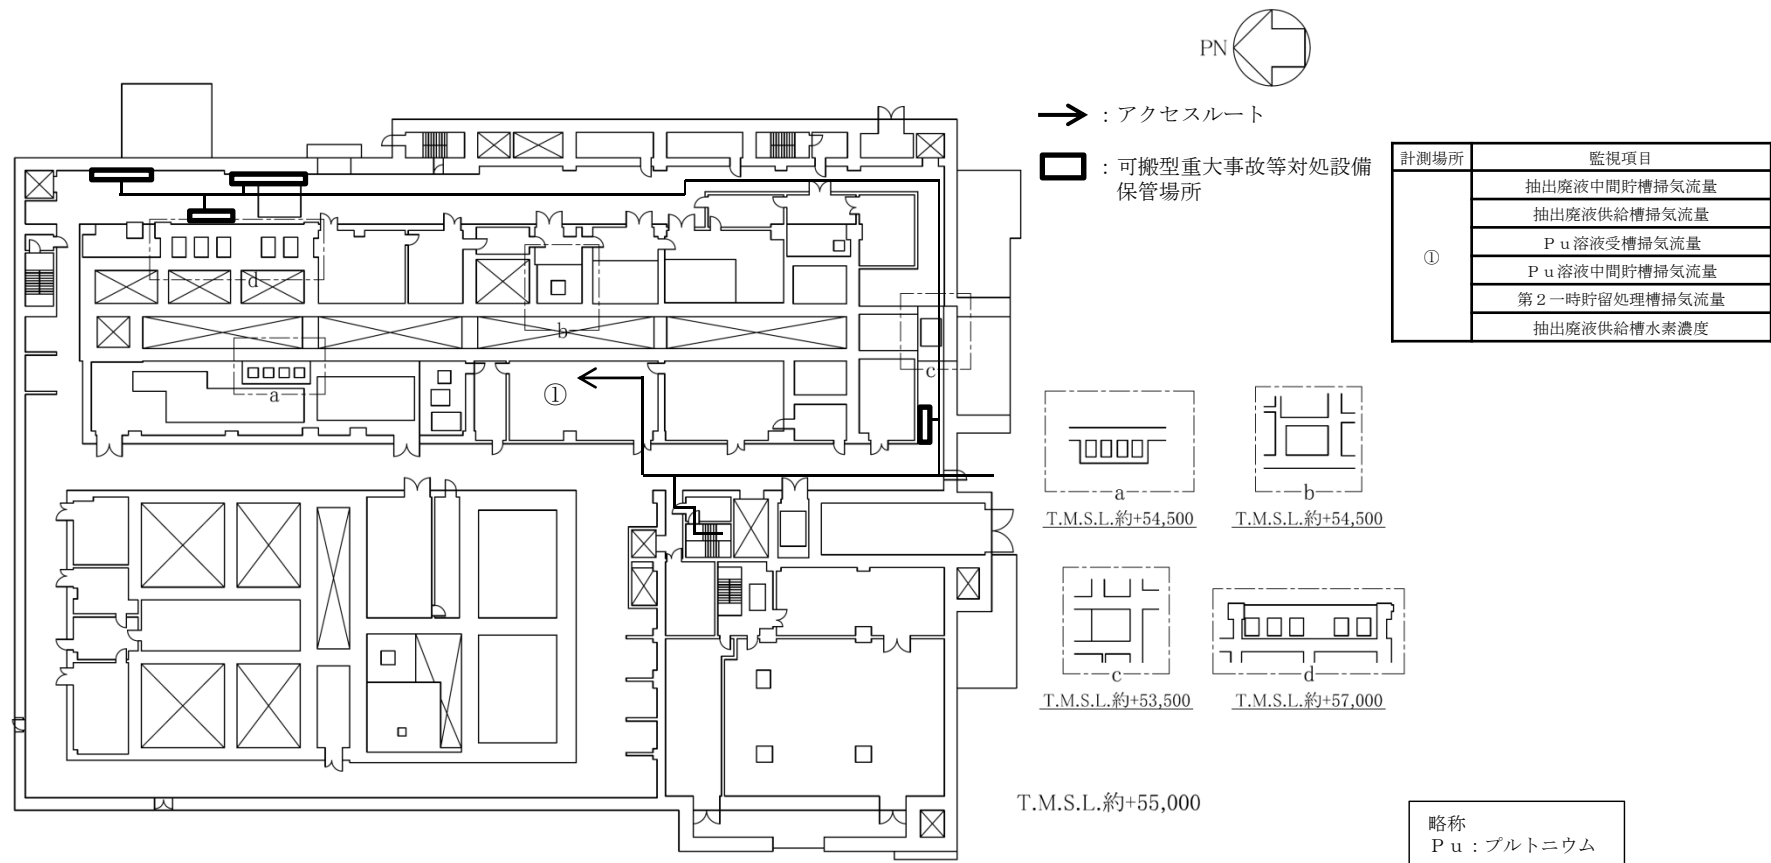 PN
：アクセスルート
：可搬型重大事故等対処設備
保管場所
計測場所 監視項目
① 抽出廃液中間貯槽掃気流量
抽出廃液供給槽掃気流量
Ｐｕ溶液受槽掃気流量
Ｐｕ溶液中間貯槽掃気流量
第２一時貯留処理槽掃気流量
抽出廃液供給槽水素濃度
d
b
c
a
①
a
T.M.S.L.約+54,500
b
T.M.S.L.約+54,500
c
T.M.S.L.約+53,500
d
T.M.S.L.約+57,000
T.M.S.L.約+55,000
略称
Ｐｕ：プルトニウム